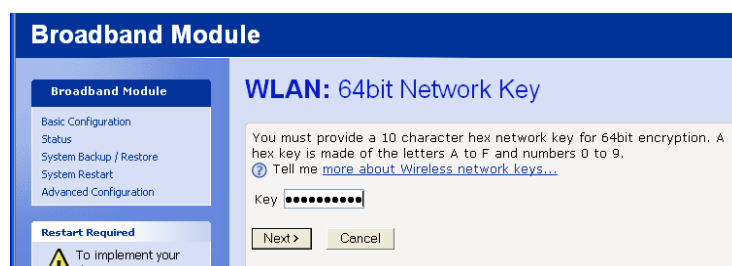 Broadband Module
Broadband Module
Basic Configuration
Status
System Backup / Restore
System Restart
Advanced Configuration
Restart Required
To implement your
WLAN: 64bit Network Key
You must provide a 10 character hex network key for 64bit encryption. A
hex key is made of the letters A to F and numbers 0 to 9.
? Tell me more about Wireless network keys...
Key ●●●●●●●●●●
Next> Cancel